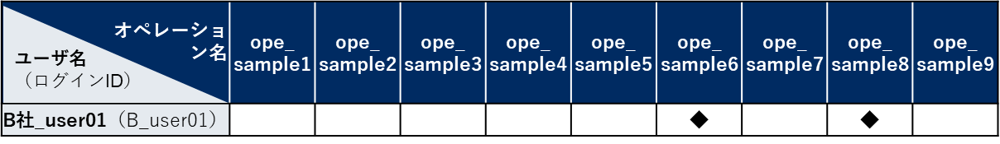 オペレーショ
ン名
ユーザ名
（ログインID）
ope_
sample1
ope_
sample2
ope_
sample3
ope_
sample4
ope_
sample5
ope_
sample6
ope_
sample7
ope_
sample8
ope_
sample9
B社_user01（B_user01） ◆ ◆